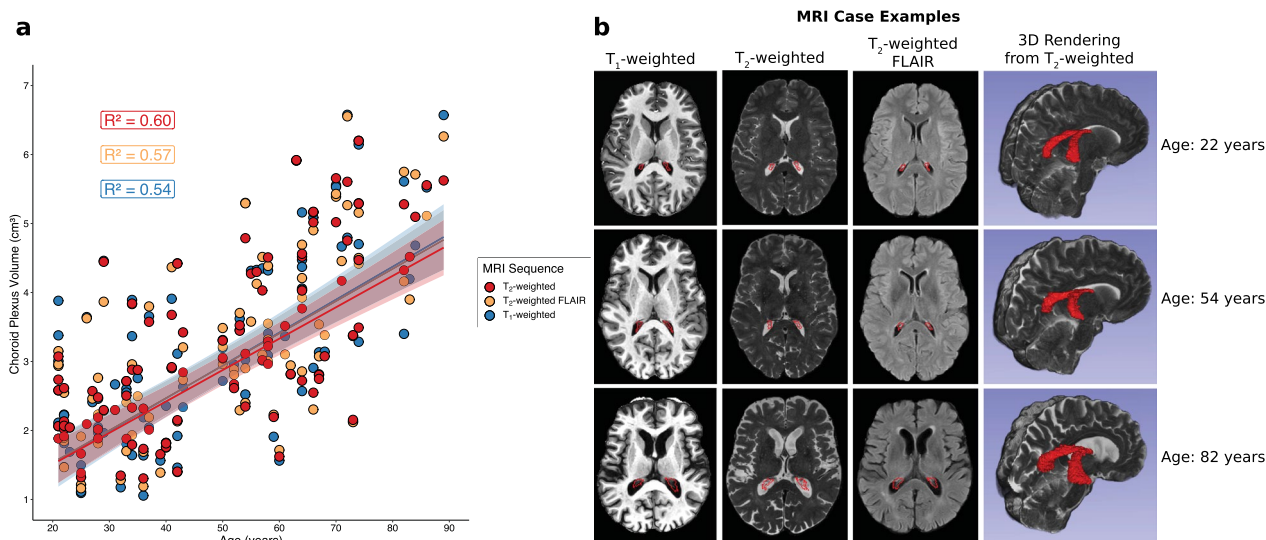 a
Choroid Plexus Volume (cm³)
7
6
5
4
3
2
1
R² = 0.60
R² = 0.57
R² = 0.54
20
30
40
50
60
70
80
90
Age (years)
MRI Sequence
T₂-weighted
T₂-weighted FLAIR
T₁-weighted
b
MRI Case Examples
T₁-weighted
T₂-weighted
T₂-weighted
FLAIR
3D Rendering
from T₂-weighted
Age: 22 years
Age: 54 years
Age: 82 years